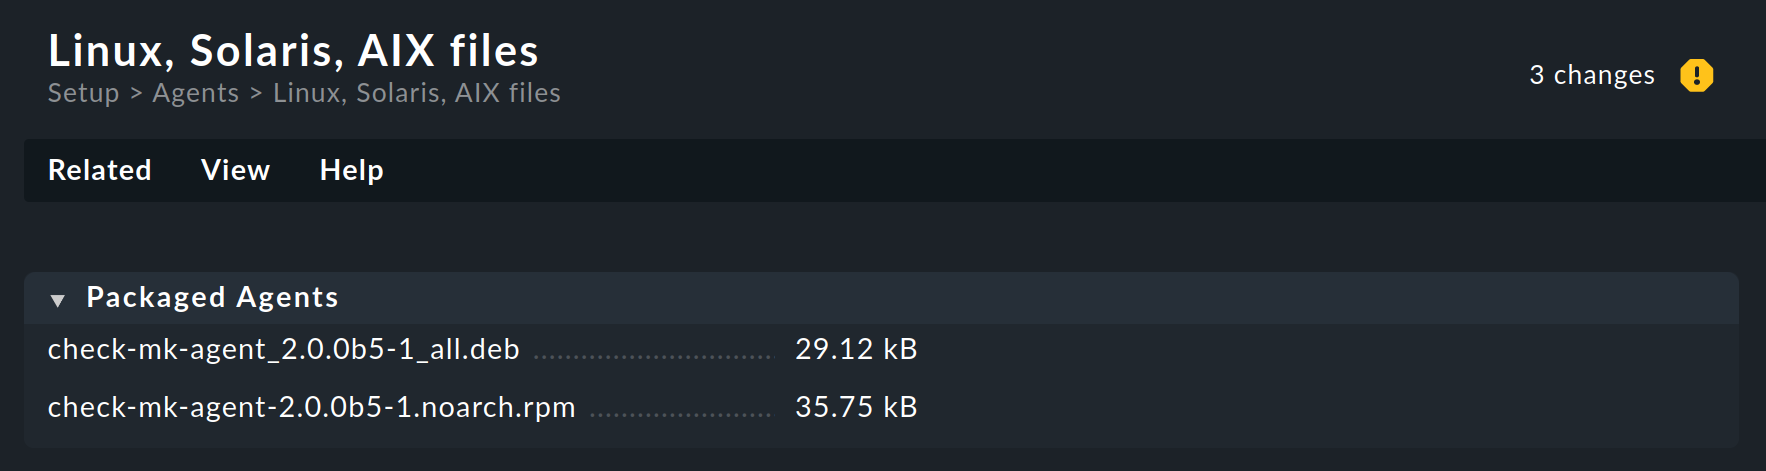 Linux, Solaris, AIX files
Setup > Agents > Linux, Solaris, AIX files
3 changes
Related View Help
Packaged Agents
check-mk-agent_2.0.0b5-1_all.deb 29.12 kB
check-mk-agent-2.0.0b5-1.noarch.rpm 35.75 kB